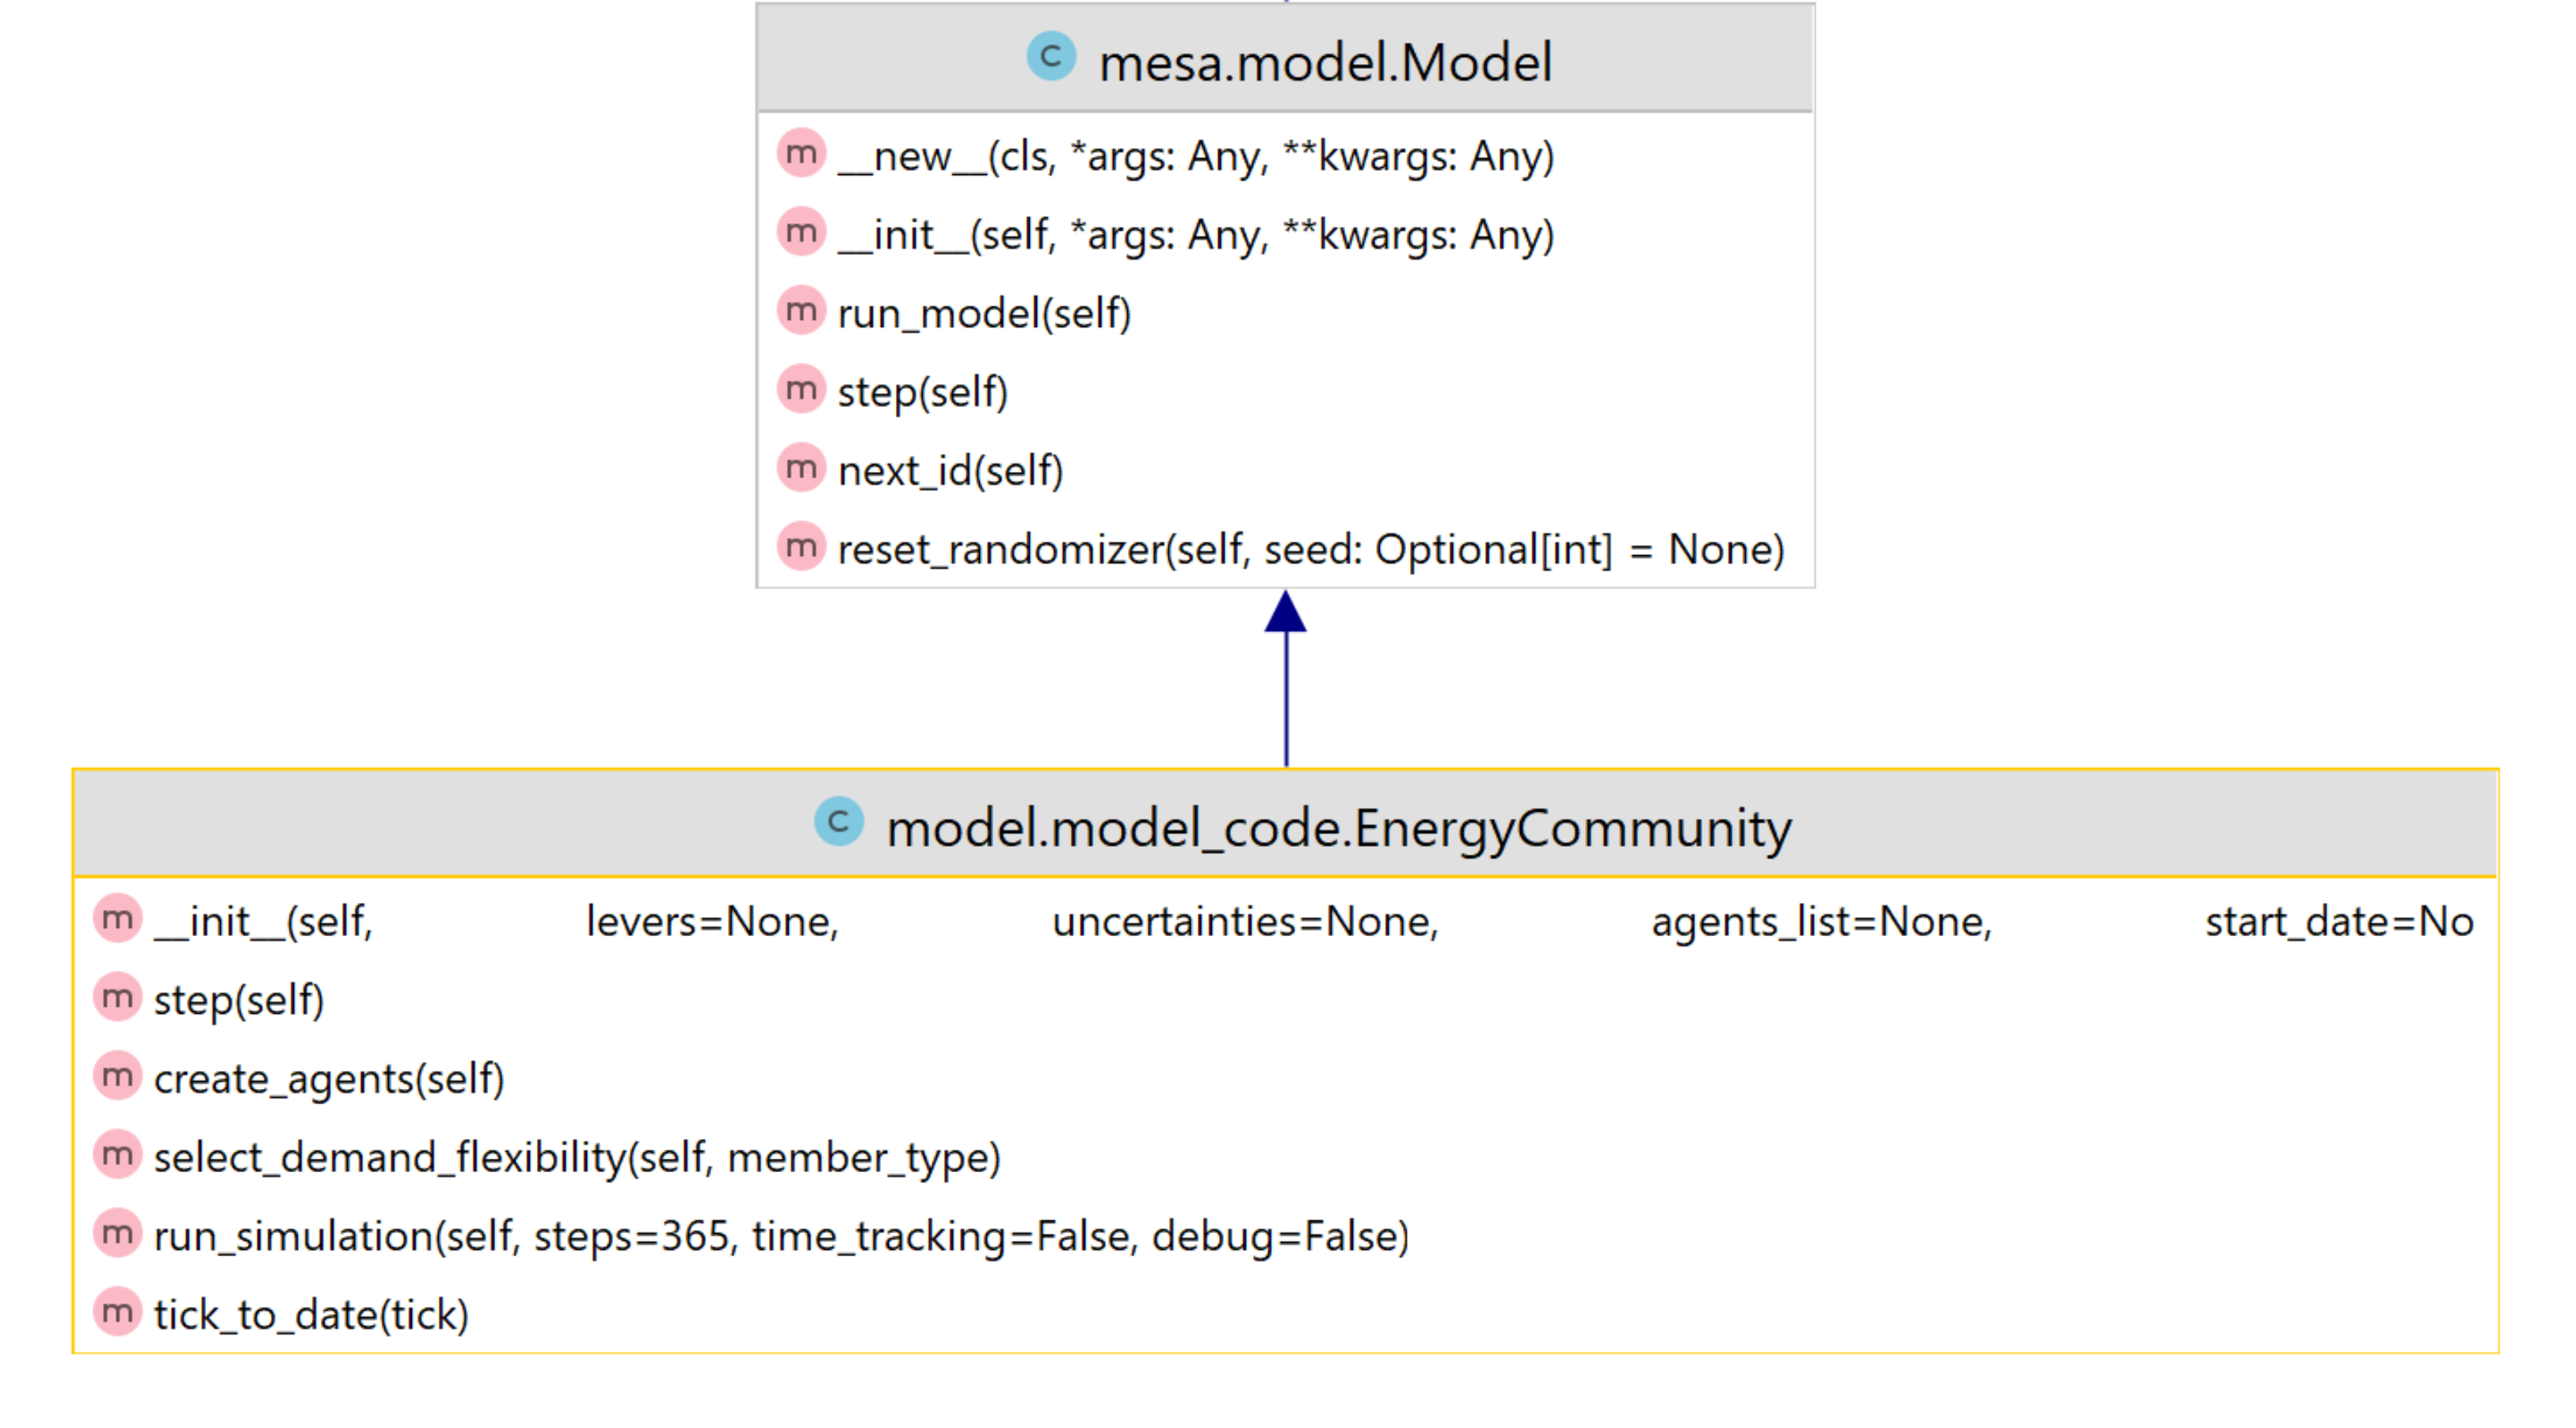 C mesa.model.Model
m __new__(cls, *args: Any, **kwargs: Any)
m __init__(self, *args: Any, **kwargs: Any)
m run_model(self)
m step(self)
m next_id(self)
m reset_randomizer(self, seed: Optional[int] = None)
C model.model_code.EnergyCommunity
m __init__(self, levers=None, uncertainties=None, agents_list=None, start_date=No
m step(self)
m create_agents(self)
m select_demand_flexibility(self, member_type)
m run_simulation(self, steps=365, time_tracking=False, debug=False)
m tick_to_date(tick)